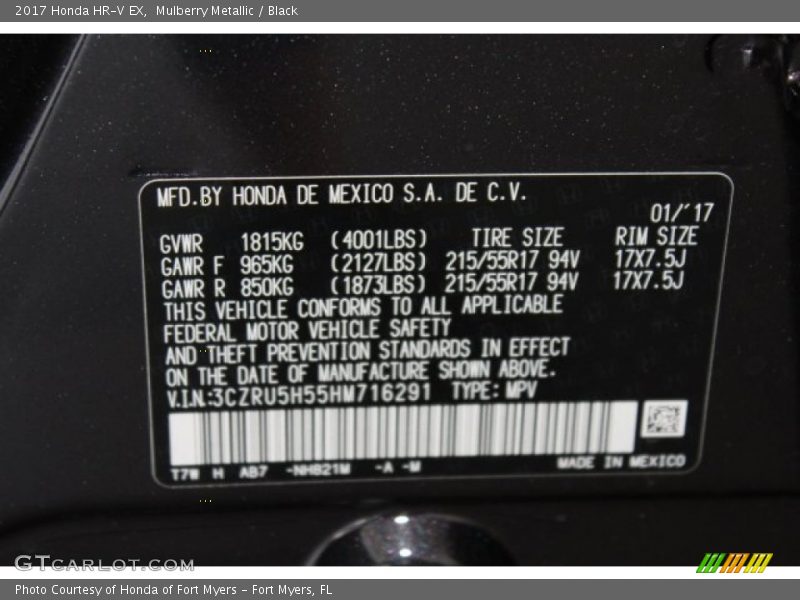 2017 Honda HR-V EX, Mulberry Metallic / Black
MFD.BY HONDA DE MEXICO S.A. DE C.V.
01/'17
GVWR 1815KG (4001LBS) TIRE SIZE RIM SIZE
GAWR F 965KG (2127LBS) 215/55R17 94V 17X7.5J
GAWR R 850KG (1873LBS) 215/55R17 94V 17X7.5J
THIS VEHICLE CONFORMS TO ALL APPLICABLE
FEDERAL MOTOR VEHICLE SAFETY
AND THEFT PREVENTION STANDARDS IN EFFECT
ON THE DATE OF MANUFACTURE SHOWN ABOVE.
V.I.N:3CZRU5H55HM716291 TYPE: MPV
T7W H AB7 -NH821M -A -M MADE IN MEXICO
GTCARLOT.COM
Photo Courtesy of Honda of Fort Myers - Fort Myers, FL